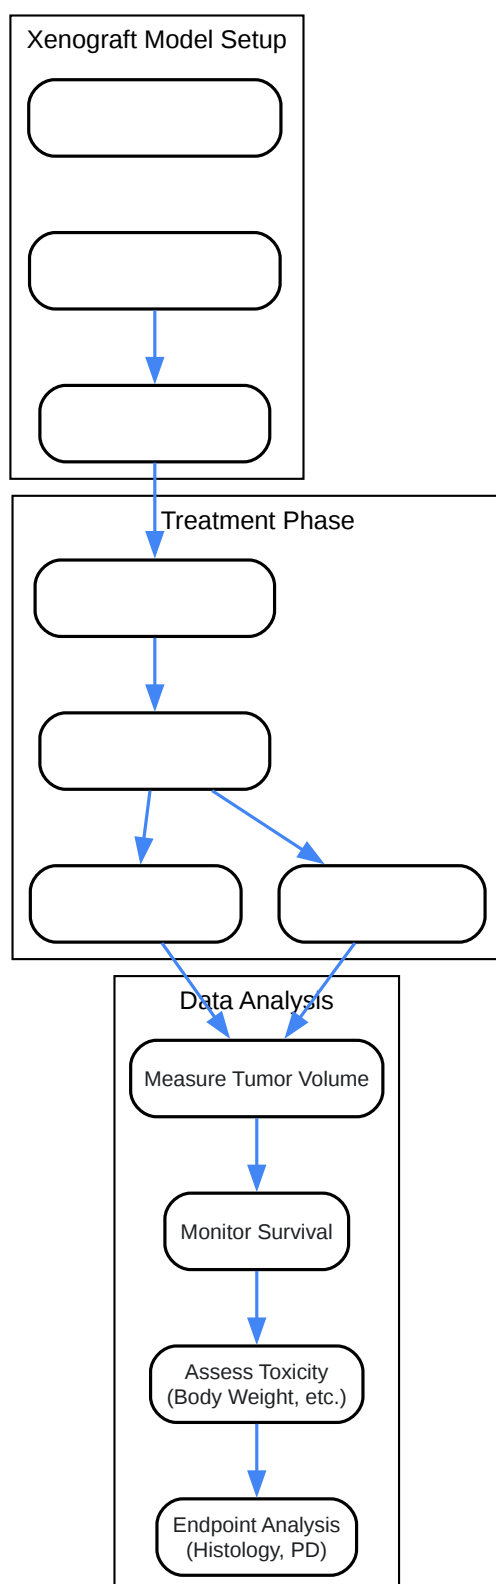 Xenograft Model Setup
Treatment Phase
Data Analysis
Measure Tumor Volume
Monitor Survival
Assess Toxicity
(Body Weight, etc.)
Endpoint Analysis
(Histology, PD)